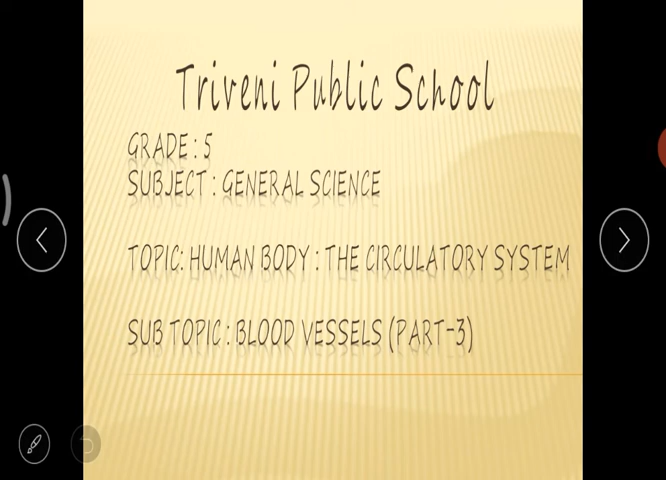 Triveni Public School
GRADE : 5
SUBJECT : GENERAL SCIENCE
TOPIC: HUMAN BODY : THE CIRCULATORY SYSTEM
SUB TOPIC : BLOOD VESSELS (PART-3)